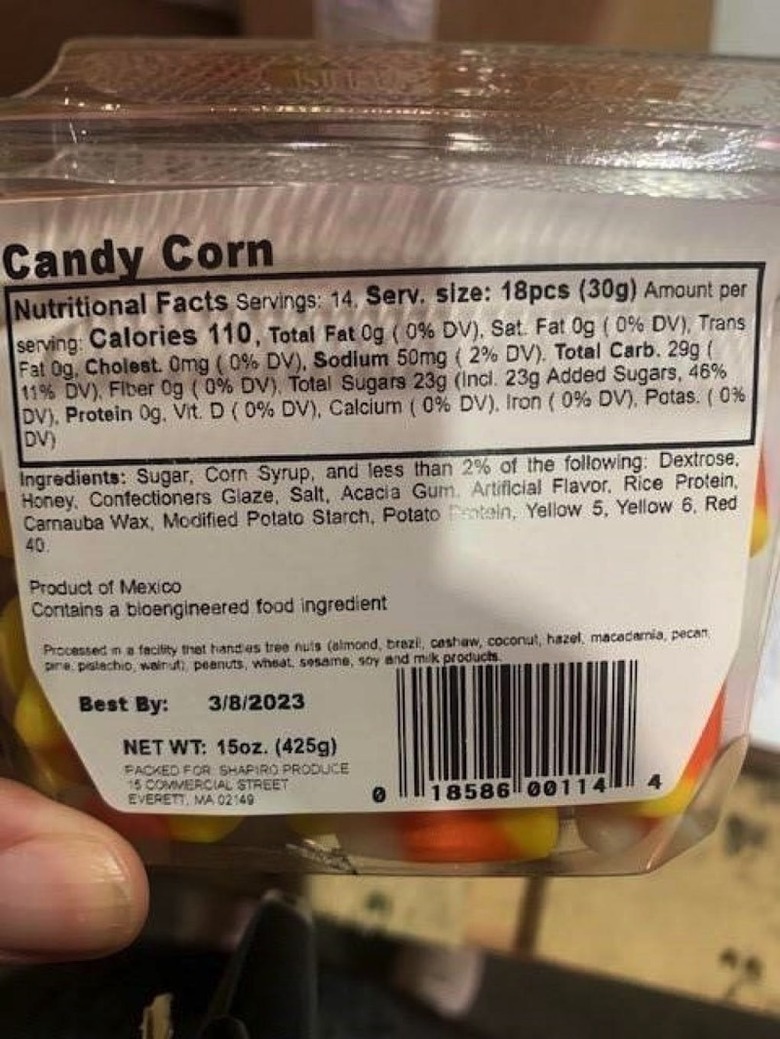 Candy Corn
Nutritional Facts Servings: 14, Serv. size: 18pcs (30g) Amount per
serving: Calories 110, Total Fat 0g ( 0% DV), Sat. Fat 0g ( 0% DV), Trans
Fat 0g, Cholest. 0mg ( 0% DV), Sodium 50mg ( 2% DV). Total Carb. 29g (
11% DV), Fiber 0g ( 0% DV), Total Sugars 23g (Incl. 23g Added Sugars, 46%
DV), Protein 0g, Vit. D ( 0% DV), Calcium ( 0% DV), Iron ( 0% DV), Potas. ( 0%
DV)
Ingredients: Sugar, Corn Syrup, and less than 2% of the following: Dextrose,
Honey, Confectioners Glaze, Salt, Acacia Gum, Artificial Flavor, Rice Protein,
Carnauba Wax, Modified Potato Starch, Potato Protein, Yellow 5, Yellow 6, Red
40.
Product of Mexico
Contains a bioengineered food ingredient
Processed in a facility that handles tree nuts (almond, brazil, cashew, coconut, hazel, macadamia, pecan,
pine, pistachio, walnut), peanuts, wheat, sesame, soy and milk products.
Best By: 3/8/2023
NET WT: 15oz. (425g)
PACKED FOR SHAPIRO PRODUCE
15 COMMERCIAL STREET
EVERETT, MA 02149
0 18586 00114 4